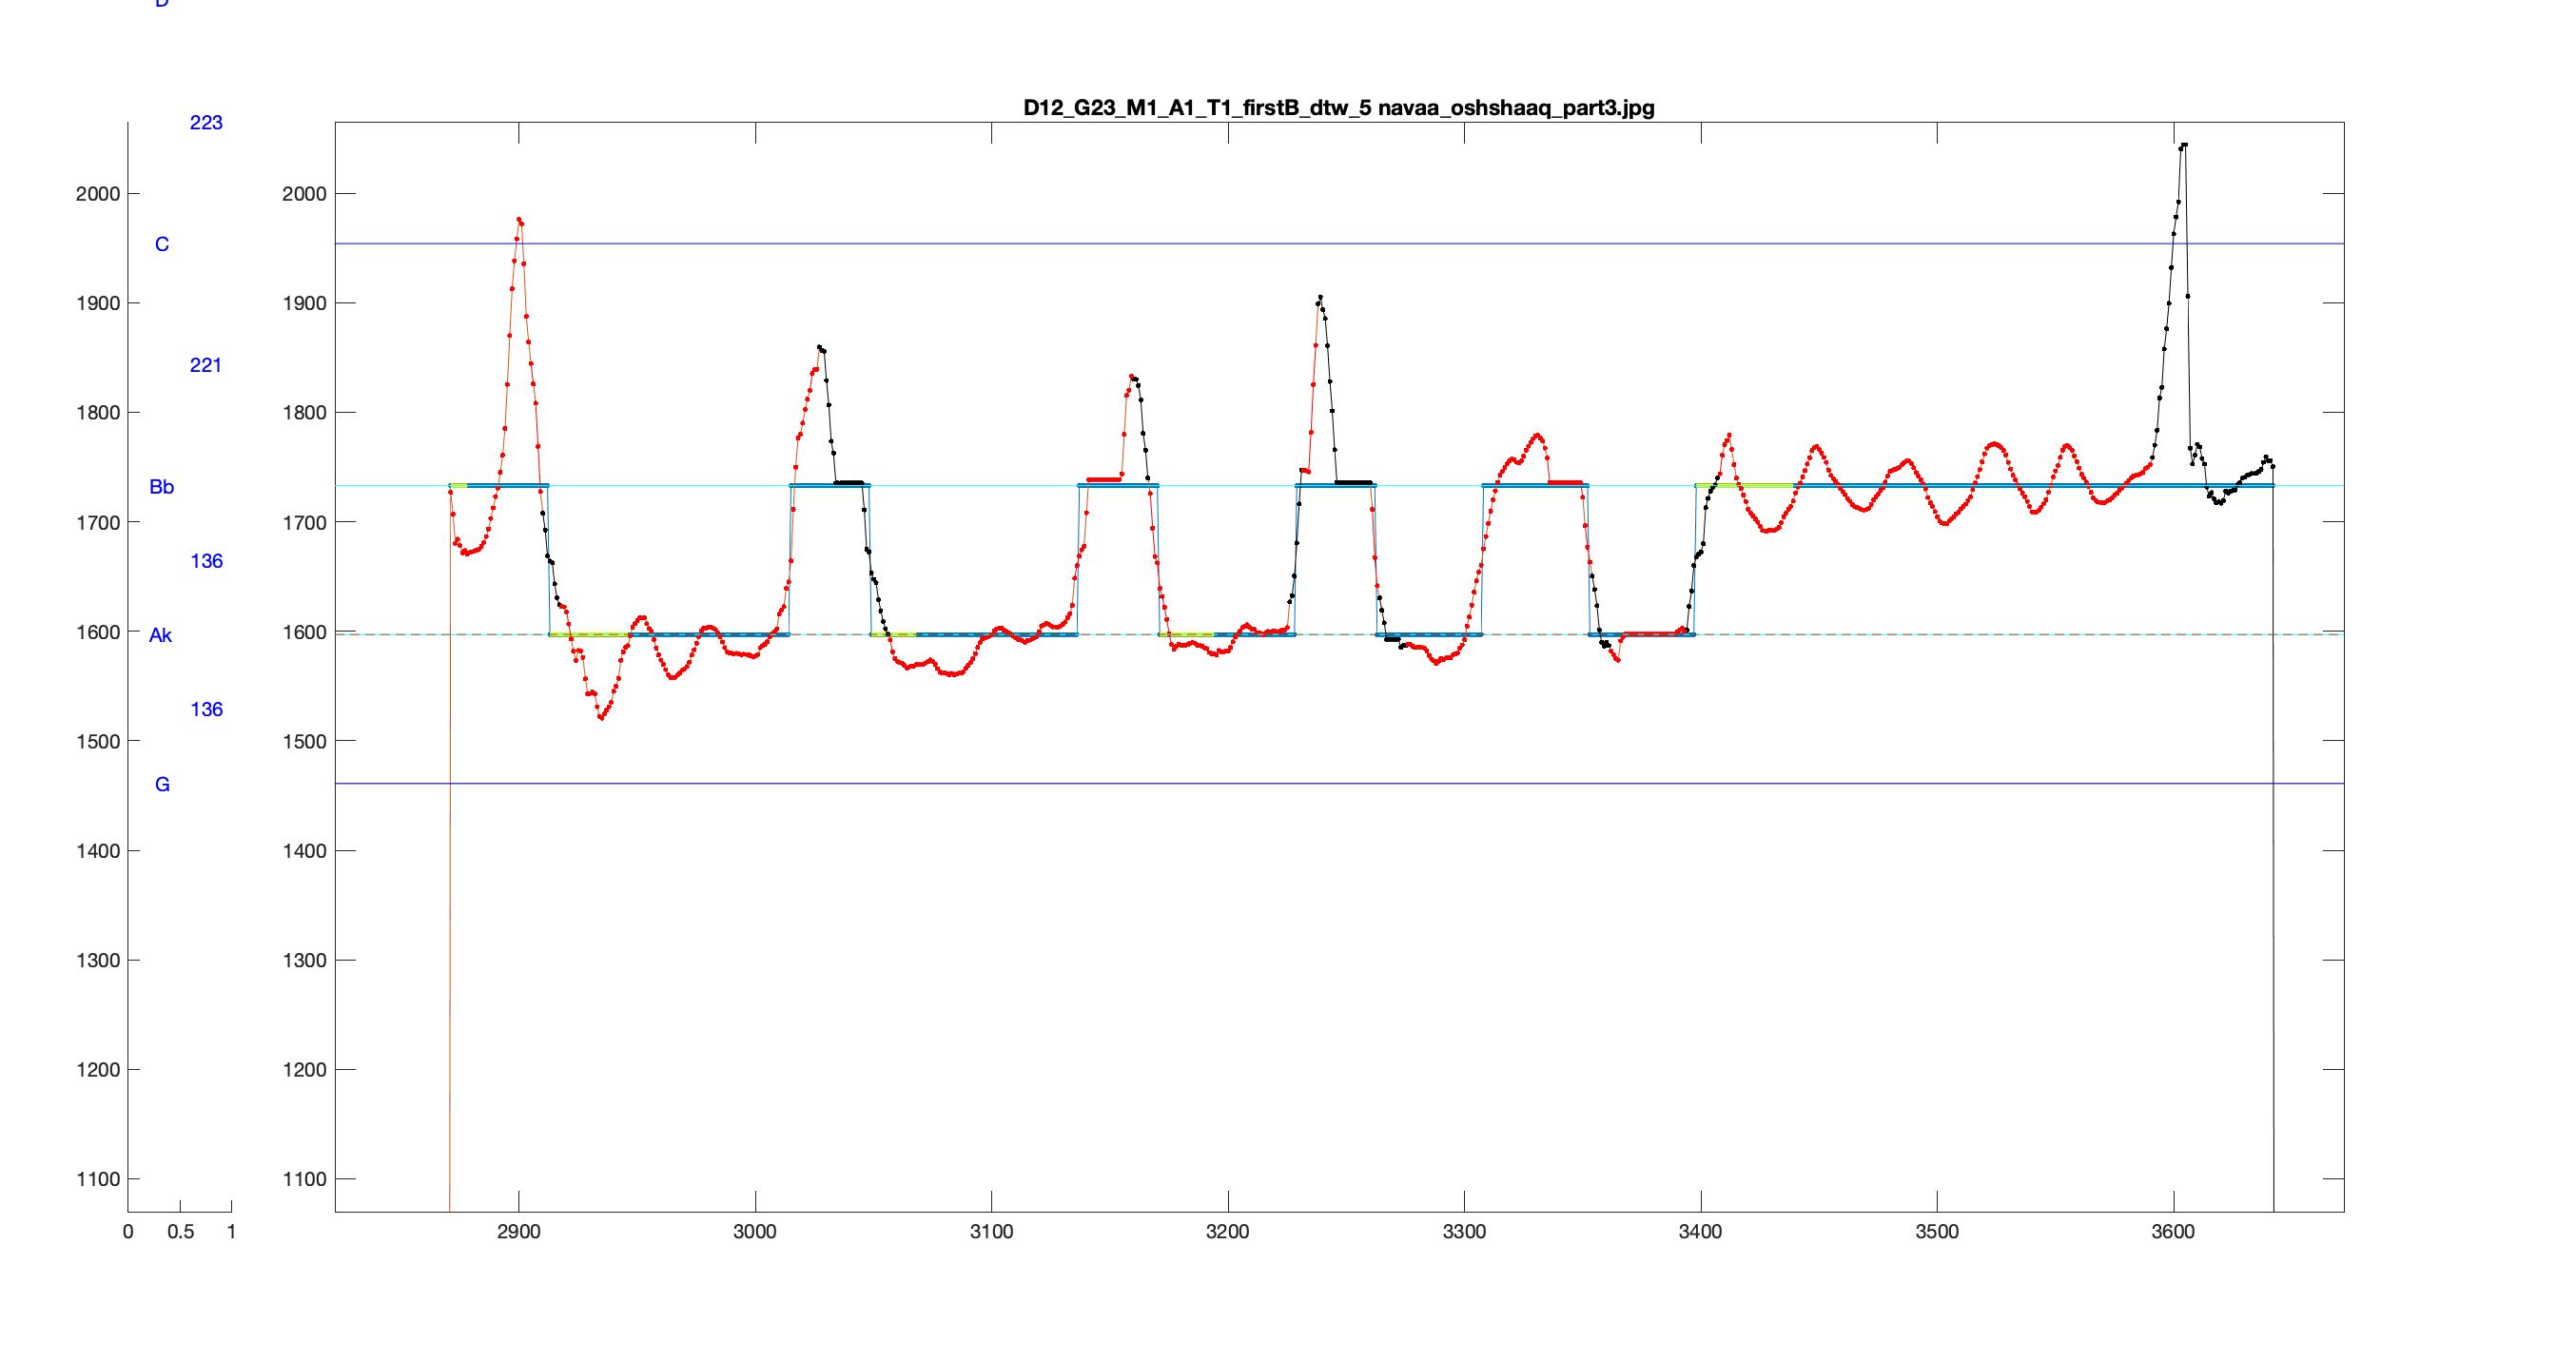 D
D12_G23_M1_A1_T1_firstB_dtw_5 navaa_oshshaaq_part3.jpg
223
2000 2000
C
1900 1900
221
1800 1800
Bb
1700 1700
136
1600 Ak 1600
136
1500 1500
G
1400 1400
1300 1300
1200 1200
1100 1100
0 0.5 1 2900 3000 3100 3200 3300 3400 3500 3600